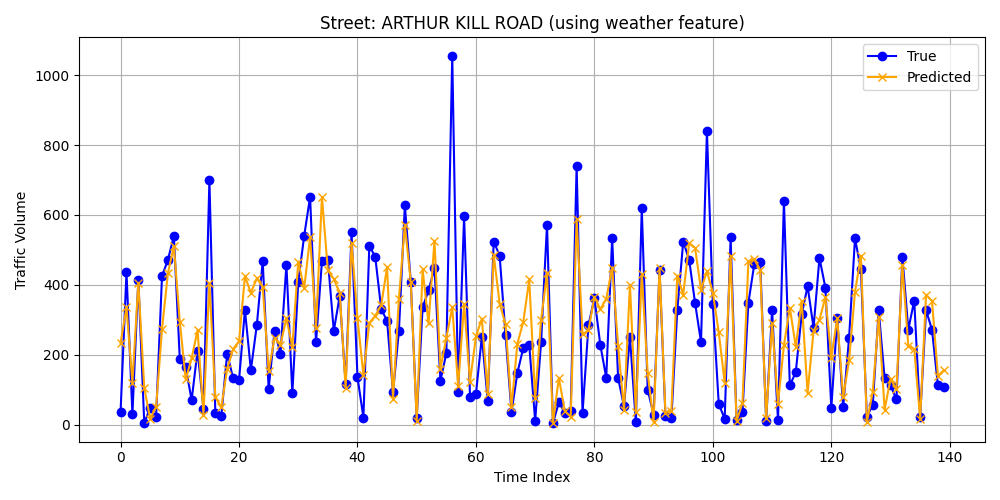 Street: ARTHUR KILL ROAD (using weather feature)
True
Predicted
Traffic Volume
1000
800
600
400
200
0
0 20 40 60 80 100 120 140
Time Index